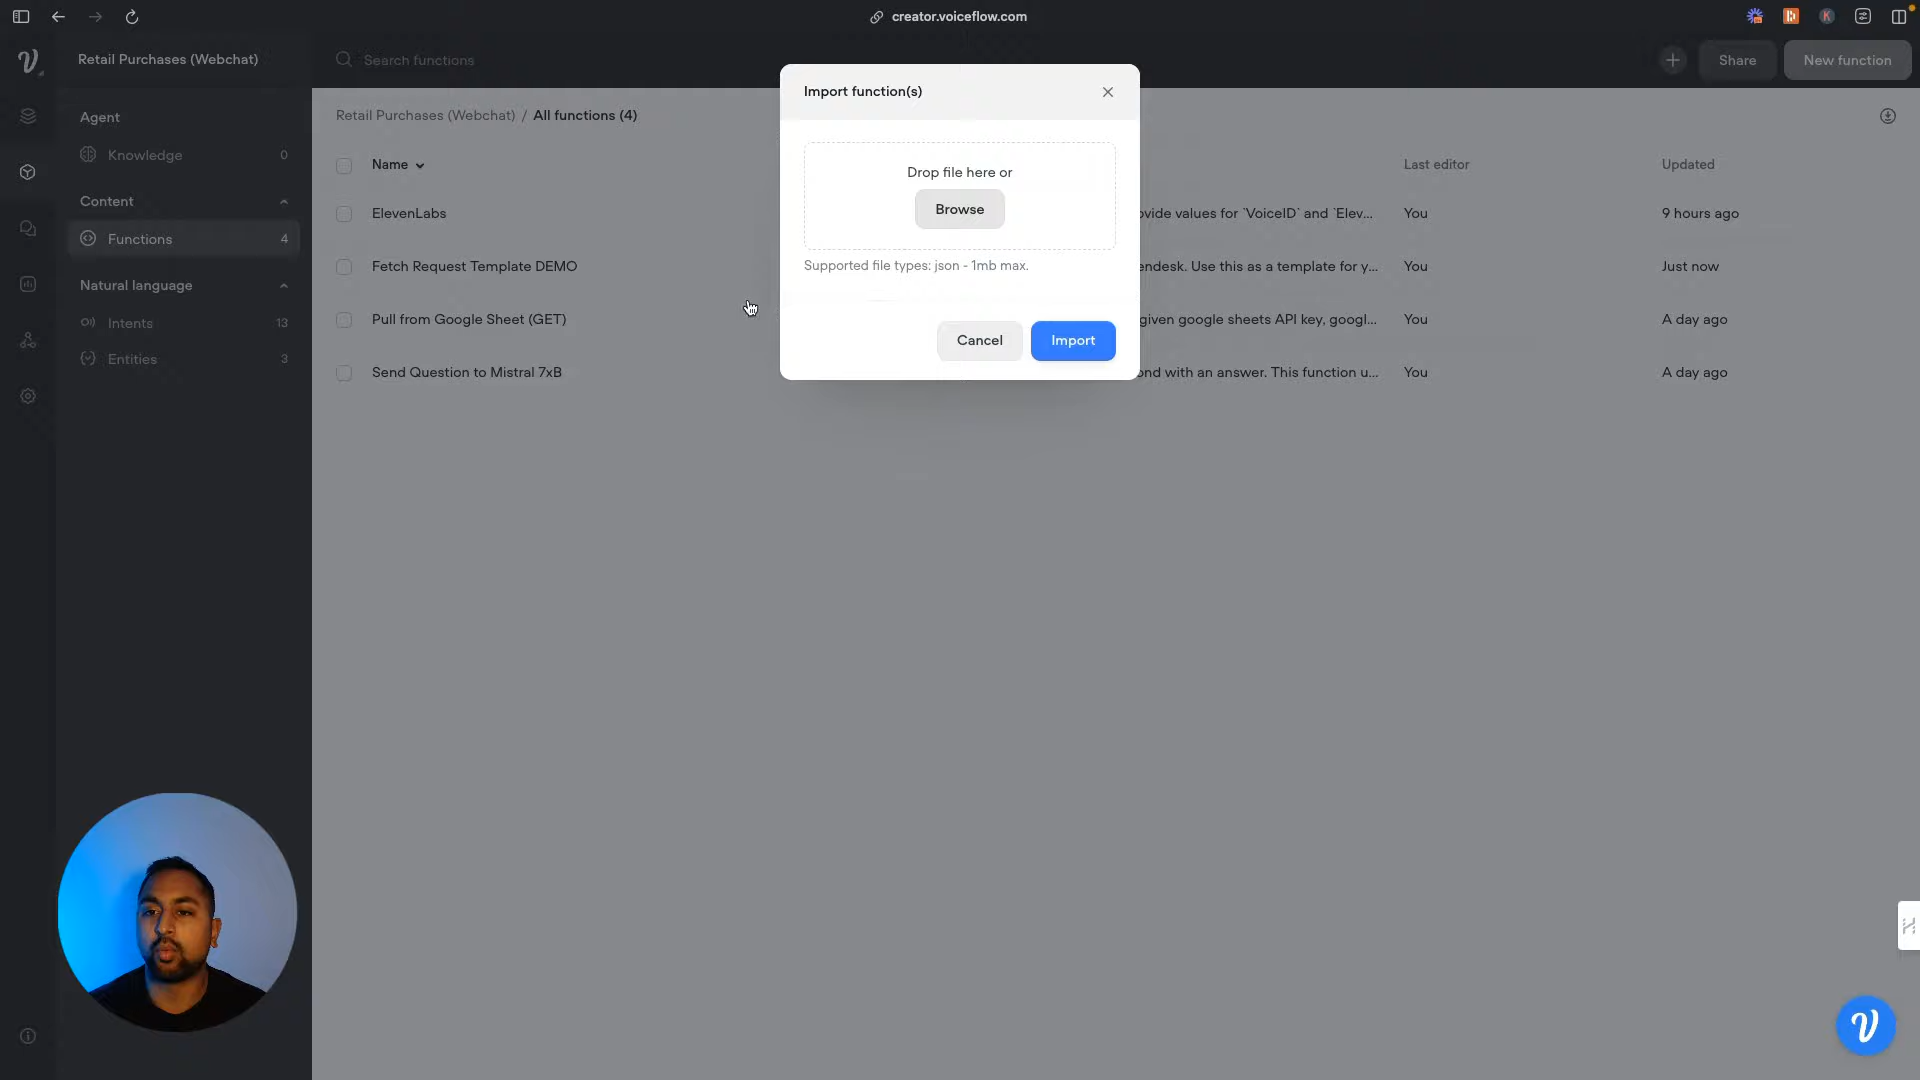 creator.voiceflow.com
Retail Purchases (Webchat)
Search functions
Share
New function
Agent
Knowledge 0
Content
Functions 4
Natural language
Intents 13
Entities 3
Retail Purchases (Webchat) / All functions (4)
Name
Last editor
Updated
ElevenLabs
ovide values for `VoiceID` and `Elev...
You
9 hours ago
Fetch Request Template DEMO
endesk. Use this as a template for y...
You
Just now
Pull from Google Sheet (GET)
given google sheets API key, googl...
You
A day ago
Send Question to Mistral 7xB
ond with an answer. This function u...
You
A day ago
Import function(s)
Drop file here or
Browse
Supported file types: json - 1mb max.
Cancel
Import